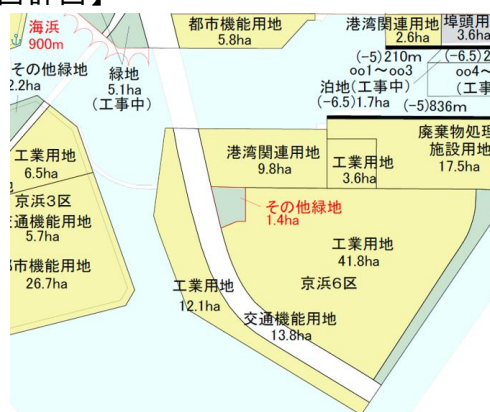 海浜
900m
都市機能用地
5.8ha
港湾関連用地
2.6ha
3.6ha
(-5)210m
oo1～oo3
泊地(工事中)
(-6.5)1.7ha
(-5)836m
その他緑地
2.2ha
緑地
5.1ha
(工事中)
工業用地
6.5ha
京浜3区
交通機能用地
5.7ha
都市機能用地
26.7ha
港湾関連用地
9.8ha
工業用地
3.6ha
廃棄物処理
施設用地
17.5ha
その他緑地
1.4ha
工業用地
41.8ha
京浜6区
工業用地
12.1ha
交通機能用地
13.8ha